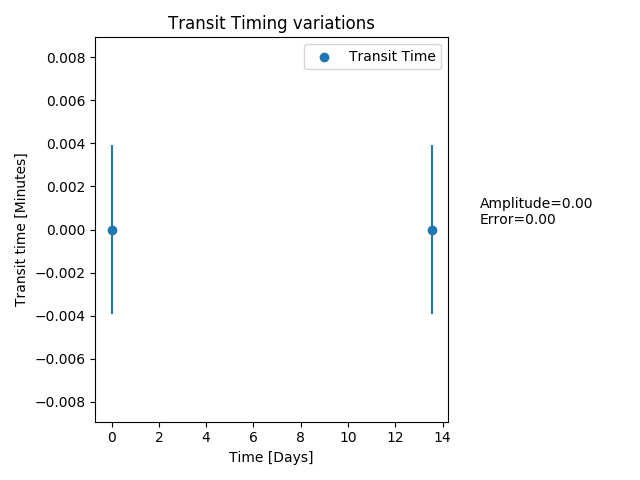 Transit Timing variations
Transit Time
Transit time [Minutes]
0.008
0.006
0.004
0.002
0.000
−0.002
−0.004
−0.006
−0.008
0 2 4 6 8 10 12 14
Time [Days]
Amplitude=0.00
Error=0.00